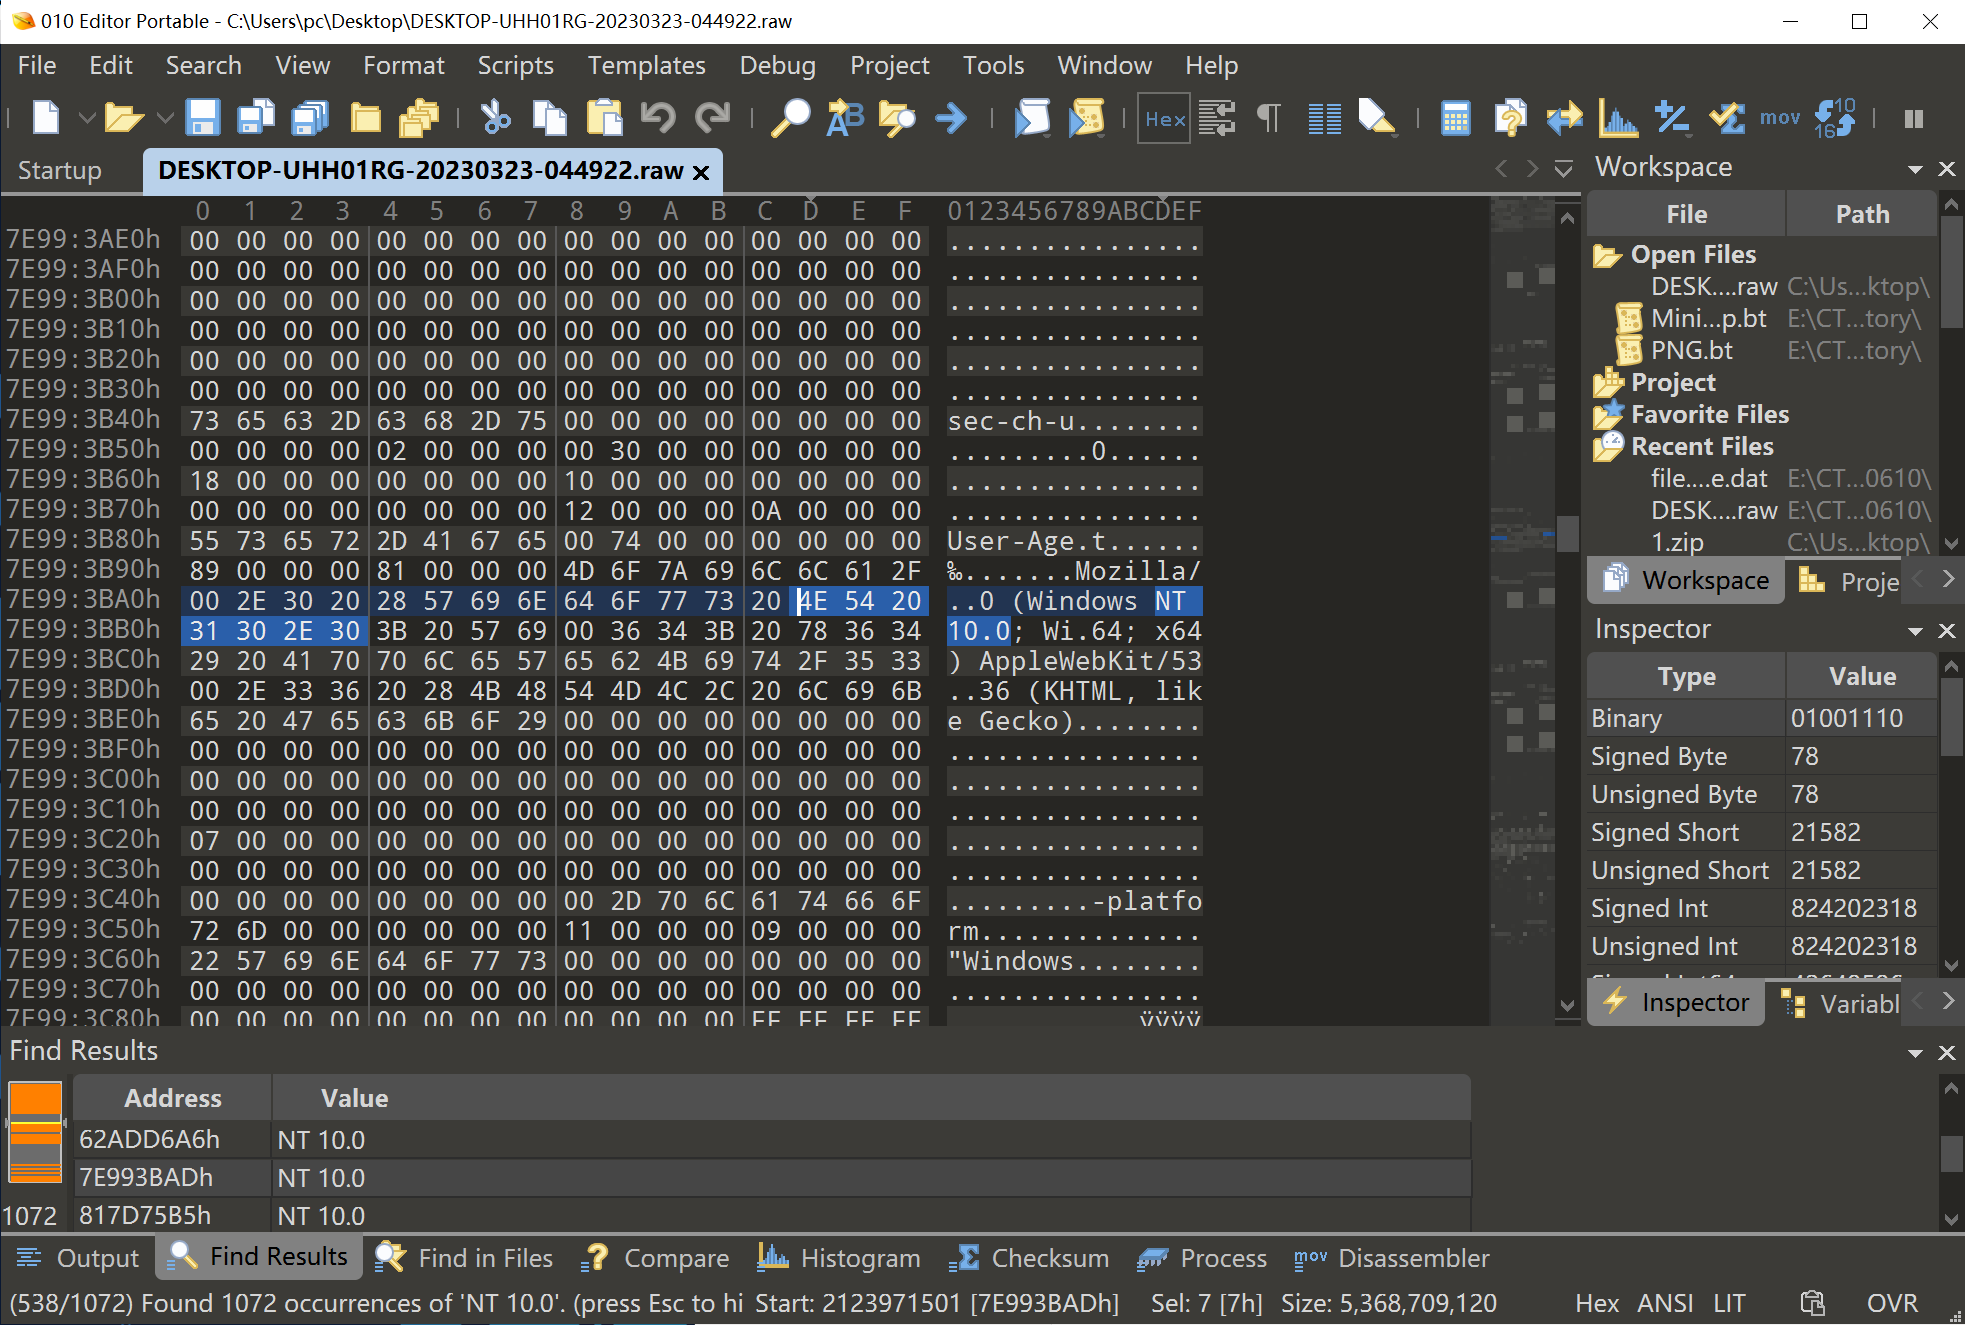 010 Editor Portable - C:\Users\pc\Desktop\DESKTOP-UHH01RG-20230323-044922.raw
File Edit Search View Format Scripts Templates Debug Project Tools Window Help
Hex mov 10 16
Startup DESKTOP-UHH01RG-20230323-044922.raw x
0 1 2 3 4 5 6 7 8 9 A B C D E F 0123456789ABCDEF
7E99:3AE0h 00 00 00 00 00 00 00 00 00 00 00 00 00 00 00 00 ................
7E99:3AF0h 00 00 00 00 00 00 00 00 00 00 00 00 00 00 00 00 ................
7E99:3B00h 00 00 00 00 00 00 00 00 00 00 00 00 00 00 00 00 ................
7E99:3B10h 00 00 00 00 00 00 00 00 00 00 00 00 00 00 00 00 ................
7E99:3B20h 00 00 00 00 00 00 00 00 00 00 00 00 00 00 00 00 ................
7E99:3B30h 00 00 00 00 00 00 00 00 00 00 00 00 00 00 00 00 ................
7E99:3B40h 73 65 63 2D 63 68 2D 75 00 00 00 00 00 00 00 00 sec-ch-u........
7E99:3B50h 00 00 00 00 02 00 00 00 00 30 00 00 00 00 00 00 .........0......
7E99:3B60h 18 00 00 00 00 00 00 00 10 00 00 00 00 00 00 00 ................
7E99:3B70h 00 00 00 00 00 00 00 00 12 00 00 00 0A 00 00 00 ................
7E99:3B80h 55 73 65 72 2D 41 67 65 00 74 00 00 00 00 00 00 User-Age.t......
7E99:3B90h 89 00 00 00 81 00 00 00 4D 6F 7A 69 6C 6C 61 2F ‰.......Mozilla/
7E99:3BA0h 00 2E 30 20 28 57 69 6E 64 6F 77 73 20 4E 54 20 ..0 (Windows NT
7E99:3BB0h 31 30 2E 30 3B 20 57 69 00 36 34 3B 20 78 36 34 10.0; Wi.64; x64
7E99:3BC0h 29 20 41 70 70 6C 65 57 65 62 4B 69 74 2F 35 33 ) AppleWebKit/53
7E99:3BD0h 00 2E 33 36 20 28 4B 48 54 4D 4C 2C 20 6C 69 6B ..36 (KHTML, lik
7E99:3BE0h 65 20 47 65 63 6B 6F 29 00 00 00 00 00 00 00 00 e Gecko)........
7E99:3BF0h 00 00 00 00 00 00 00 00 00 00 00 00 00 00 00 00 ................
7E99:3C00h 00 00 00 00 00 00 00 00 00 00 00 00 00 00 00 00 ................
7E99:3C10h 00 00 00 00 00 00 00 00 00 00 00 00 00 00 00 00 ................
7E99:3C20h 07 00 00 00 00 00 00 00 00 00 00 00 00 00 00 00 ................
7E99:3C30h 00 00 00 00 00 00 00 00 00 00 00 00 00 00 00 00 ................
7E99:3C40h 00 00 00 00 00 00 00 00 00 2D 70 6C 61 74 66 6F .........-platfo
7E99:3C50h 72 6D 00 00 00 00 00 00 11 00 00 00 09 00 00 00 rm..............
7E99:3C60h 22 57 69 6E 64 6F 77 73 00 00 00 00 00 00 00 00 "Windows........
7E99:3C70h 00 00 00 00 00 00 00 00 00 00 00 00 00 00 00 00 ................
7E99:3C80h 00 00 00 00 00 00 00 00 00 00 00 00 FF FF FF FF ÿÿÿÿ
Workspace
File Path
Open Files
DESK....raw C:\Us...ktop\
Mini...p.bt E:\CT...tory\
PNG.bt E:\CT...tory\
Project
Favorite Files
Recent Files
file....e.dat E:\CT...0610\
DESK....raw E:\CT...0610\
1.zip C:\Us...ktop\
Workspace Proje
Inspector
Type Value
Binary 01001110
Signed Byte 78
Unsigned Byte 78
Signed Short 21582
Unsigned Short 21582
Signed Int 824202318
Unsigned Int 824202318
Inspector Variabl
Find Results
Address Value
62ADD6A6h NT 10.0
7E993BADh NT 10.0
1072 817D75B5h NT 10.0
Output Find Results Find in Files Compare Histogram Checksum Process mov Disassembler
(538/1072) Found 1072 occurrences of 'NT 10.0'. (press Esc to hi Start: 2123971501 [7E993BADh] Sel: 7 [7h] Size: 5,368,709,120 Hex ANSI LIT OVR